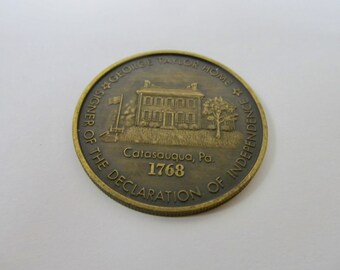 ☆ GEORGE TAYLOR HOME ☆
SIGNER OF THE DECLARATION OF INDEPENDENCE
Catasauqua, Pa.
1768